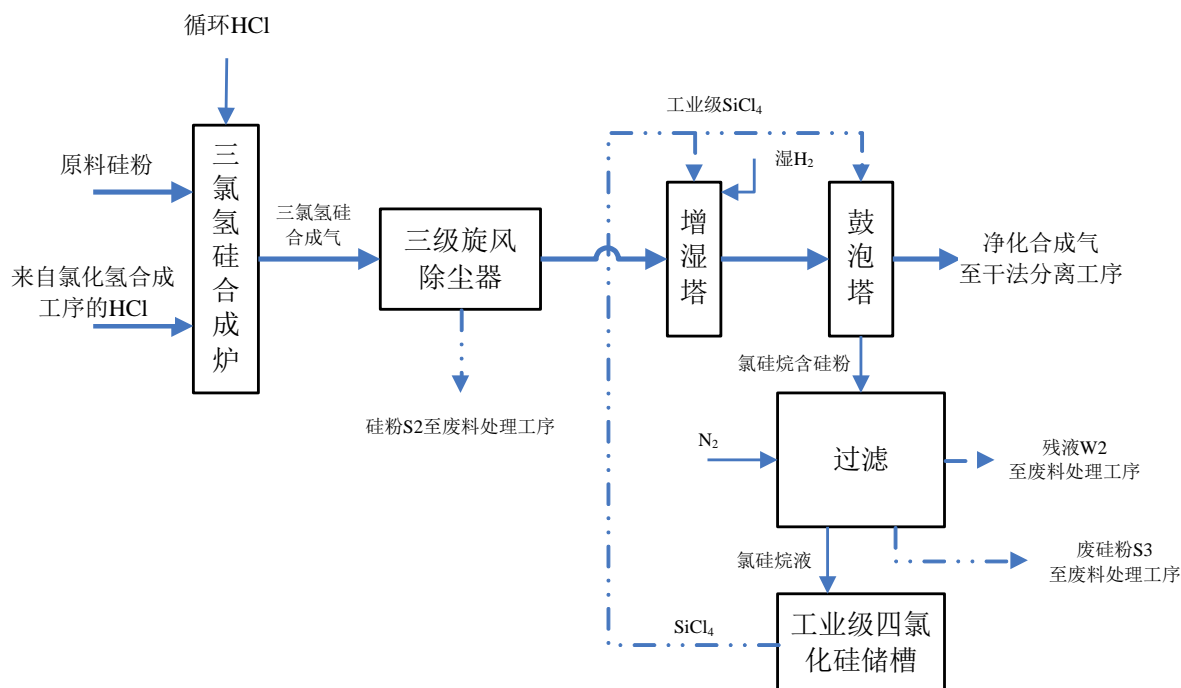 循环HCl
工业级SiCl₄
原料硅粉
来自氯化氢合成
工序的HCl
三
氯
氢
硅
合
成
炉
三氯氢硅
合成气
三级旋风
除尘器
硅粉S2至废料处理工序
湿H₂
增
湿
塔
鼓
泡
塔
净化合成气
至干法分离工序
氯硅烷含硅粉
N₂
过滤
残液W2
至废料处理工序
氯硅烷液
废硅粉S3
至废料处理工序
SiCl₄
工业级四氯
化硅储槽